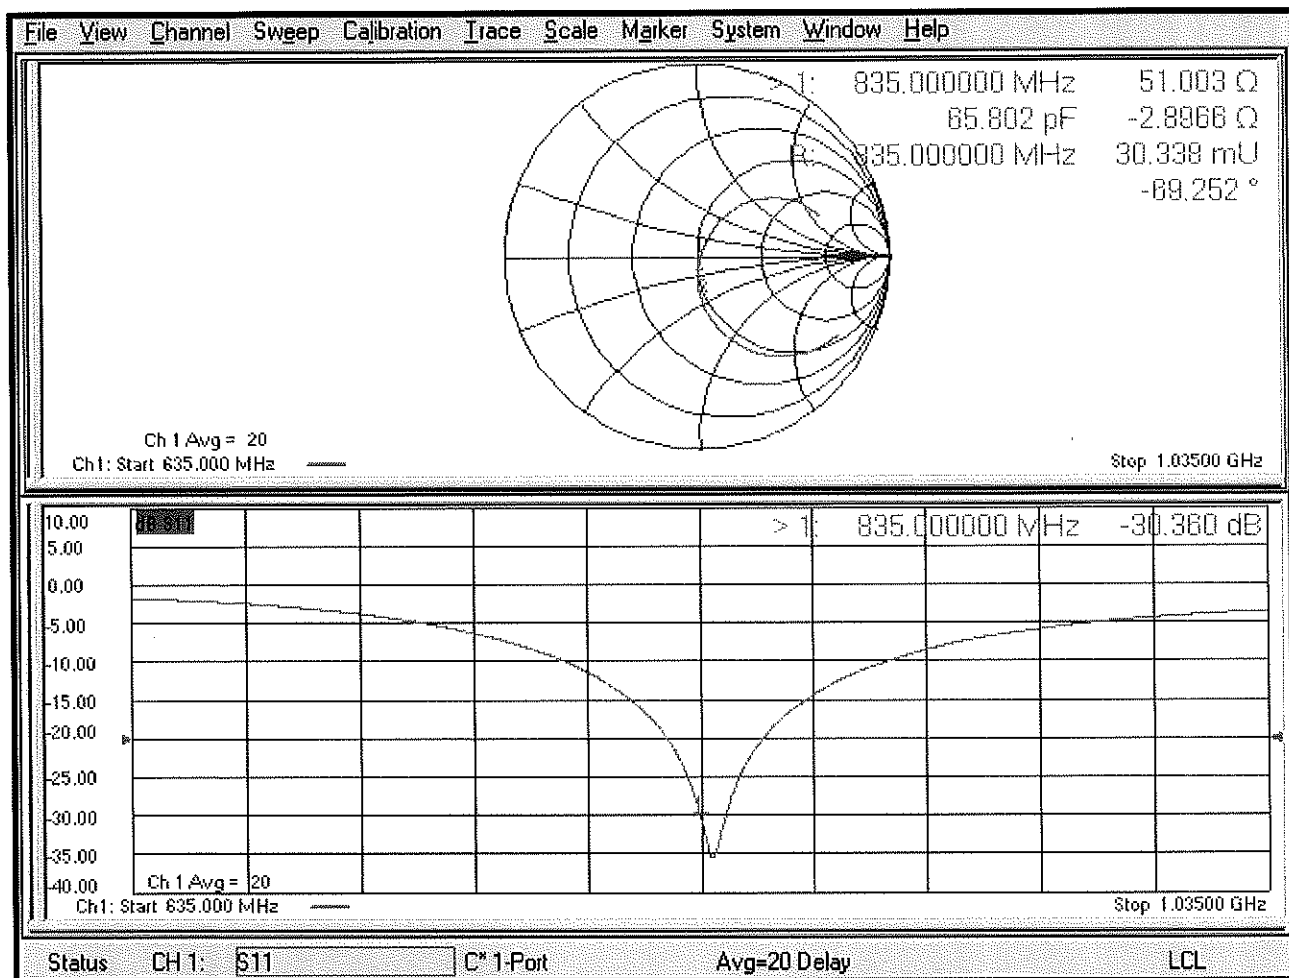 File View Channel Sweep Calibration Trace Scale Marker System Window Help
> 1: 835.000000 MHz 51.003 Ω
65.802 pF -2.8966 Ω
R: 835.000000 MHz 30.338 mU
-69.252 °
Ch 1 Avg = 20
Ch1: Start 635.000 MHz
Stop 1.03500 GHz
10.00
dB S11
> 1: 835.000000 MHz -30.360 dB
5.00
0.00
-5.00
-10.00
-15.00
-20.00
-25.00
-30.00
-35.00
-40.00
Ch 1 Avg = 20
Ch1: Start 635.000 MHz
Stop 1.03500 GHz
Status CH 1: S11 C* 1-Port Avg=20 Delay LCL